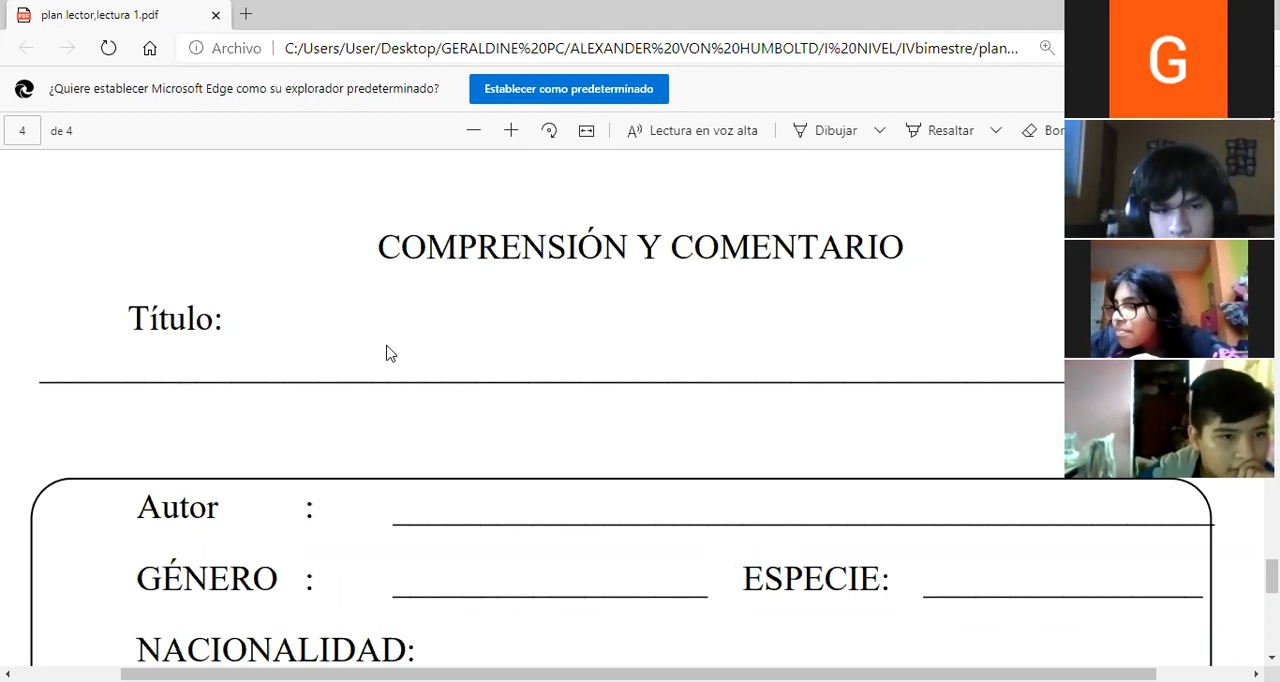 plan lector,lectura 1.pdf
Archivo
C:/Users/User/Desktop/GERALDINE%20PC/ALEXANDER%20VON%20HUMBOLTD/I%20NIVEL/IVbimestre/plan...
¿Quiere establecer Microsoft Edge como su explorador predeterminado?
Establecer como predeterminado
4 de 4
Lectura en voz alta
Dibujar
Resaltar
Bor
G
COMPRENSIÓN Y COMENTARIO
Título:
Autor :
GÉNERO : ESPECIE:
NACIONALIDAD: